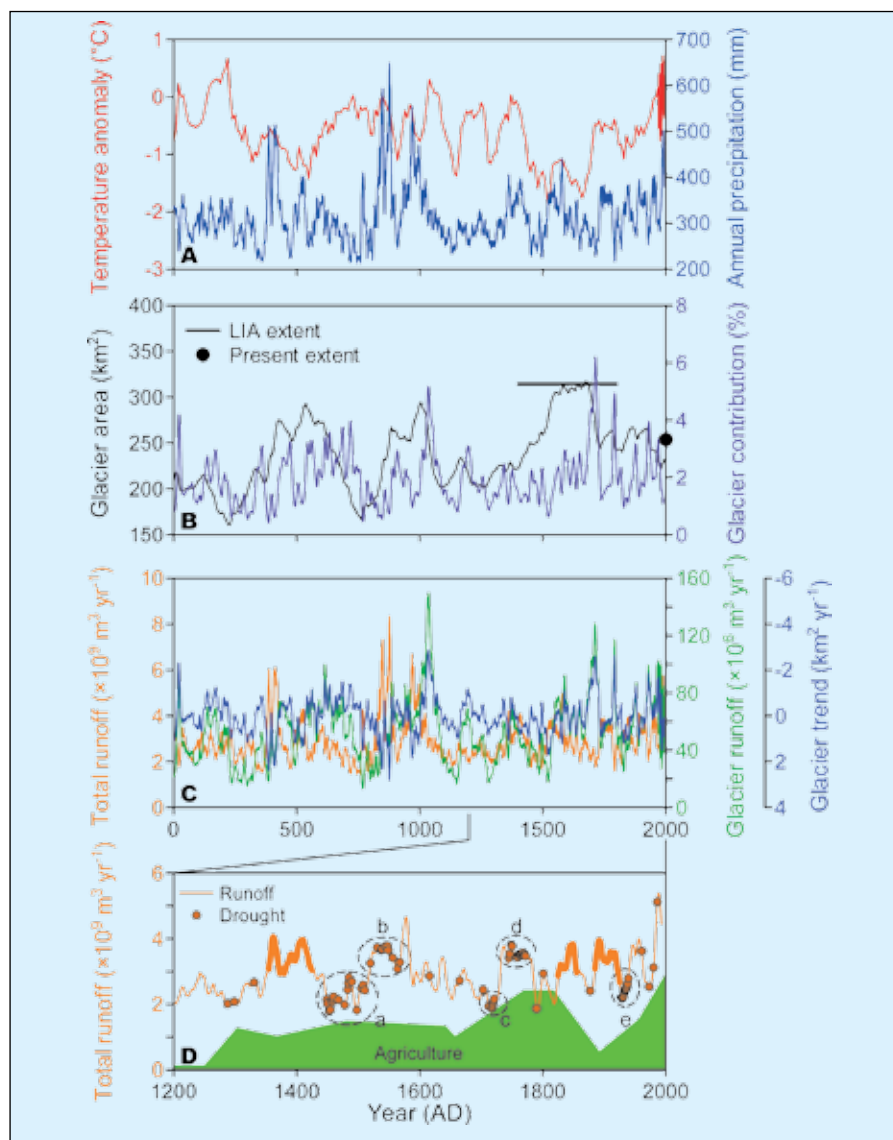 Temperature anomaly (°C)
1
0
-1
-2
-3
A
700
600
500
400
300
200
Annual precipitation (mm)
Glacier area (km²)
400
350
300
250
200
150
LIA extent
Present extent
B
8
6
4
2
0
Glacier contribution (%)
Total runoff (×10⁹ m³ yr⁻¹)
10
8
6
4
2
0
C
160
120
80
40
0
Glacier runoff (×10⁶ m³ yr⁻¹)
-6
-4
-2
0
2
4
Glacier trend (km² yr⁻¹)
0 500 1000 1500 2000
Total runoff (×10⁹ m³ yr⁻¹)
6
4
2
0
Runoff
Drought
a
b
c
d
e
Agriculture
D
1200 1400 1600 1800 2000
Year (AD)